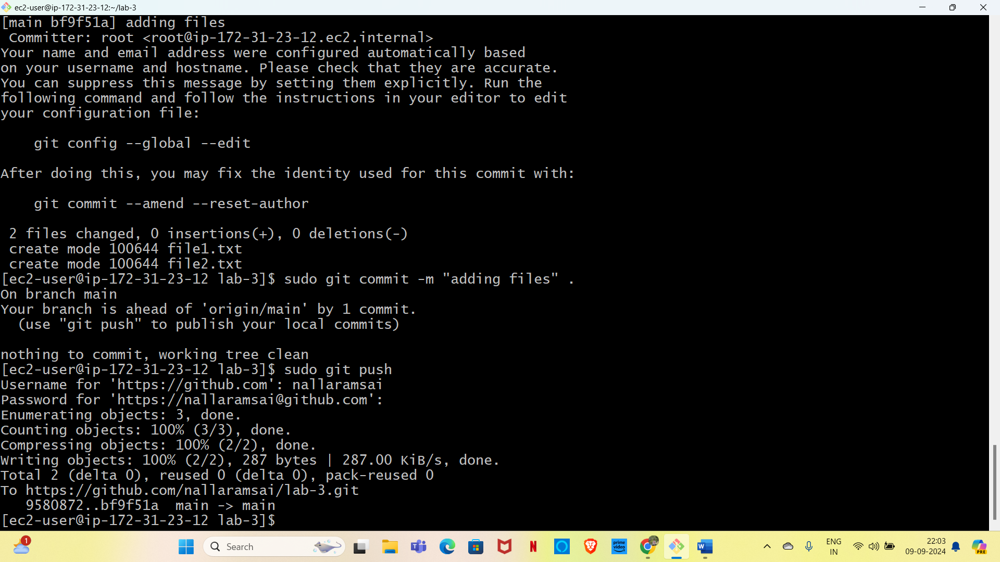 ec2-user@ip-172-31-23-12:~/lab-3
[main bf9f51a] adding files
 Committer: root <root@ip-172-31-23-12.ec2.internal>
Your name and email address were configured automatically based
on your username and hostname. Please check that they are accurate.
You can suppress this message by setting them explicitly. Run the
following command and follow the instructions in your editor to edit
your configuration file:

    git config --global --edit

After doing this, you may fix the identity used for this commit with:

    git commit --amend --reset-author

 2 files changed, 0 insertions(+), 0 deletions(-)
 create mode 100644 file1.txt
 create mode 100644 file2.txt
[ec2-user@ip-172-31-23-12 lab-3]$ sudo git commit -m "adding files" .
On branch main
Your branch is ahead of 'origin/main' by 1 commit.
  (use "git push" to publish your local commits)

nothing to commit, working tree clean
[ec2-user@ip-172-31-23-12 lab-3]$ sudo git push
Username for 'https://github.com': nallaramsai
Password for 'https://nallaramsai@github.com':
Enumerating objects: 3, done.
Counting objects: 100% (3/3), done.
Compressing objects: 100% (2/2), done.
Writing objects: 100% (2/2), 287 bytes | 287.00 KiB/s, done.
Total 2 (delta 0), reused 0 (delta 0), pack-reused 0
To https://github.com/nallaramsai/lab-3.git
   9580872..bf9f51a  main -> main
[ec2-user@ip-172-31-23-12 lab-3]$
1
Search
N
prime video
W
ENG
IN
22:03
09-09-2024
PRE